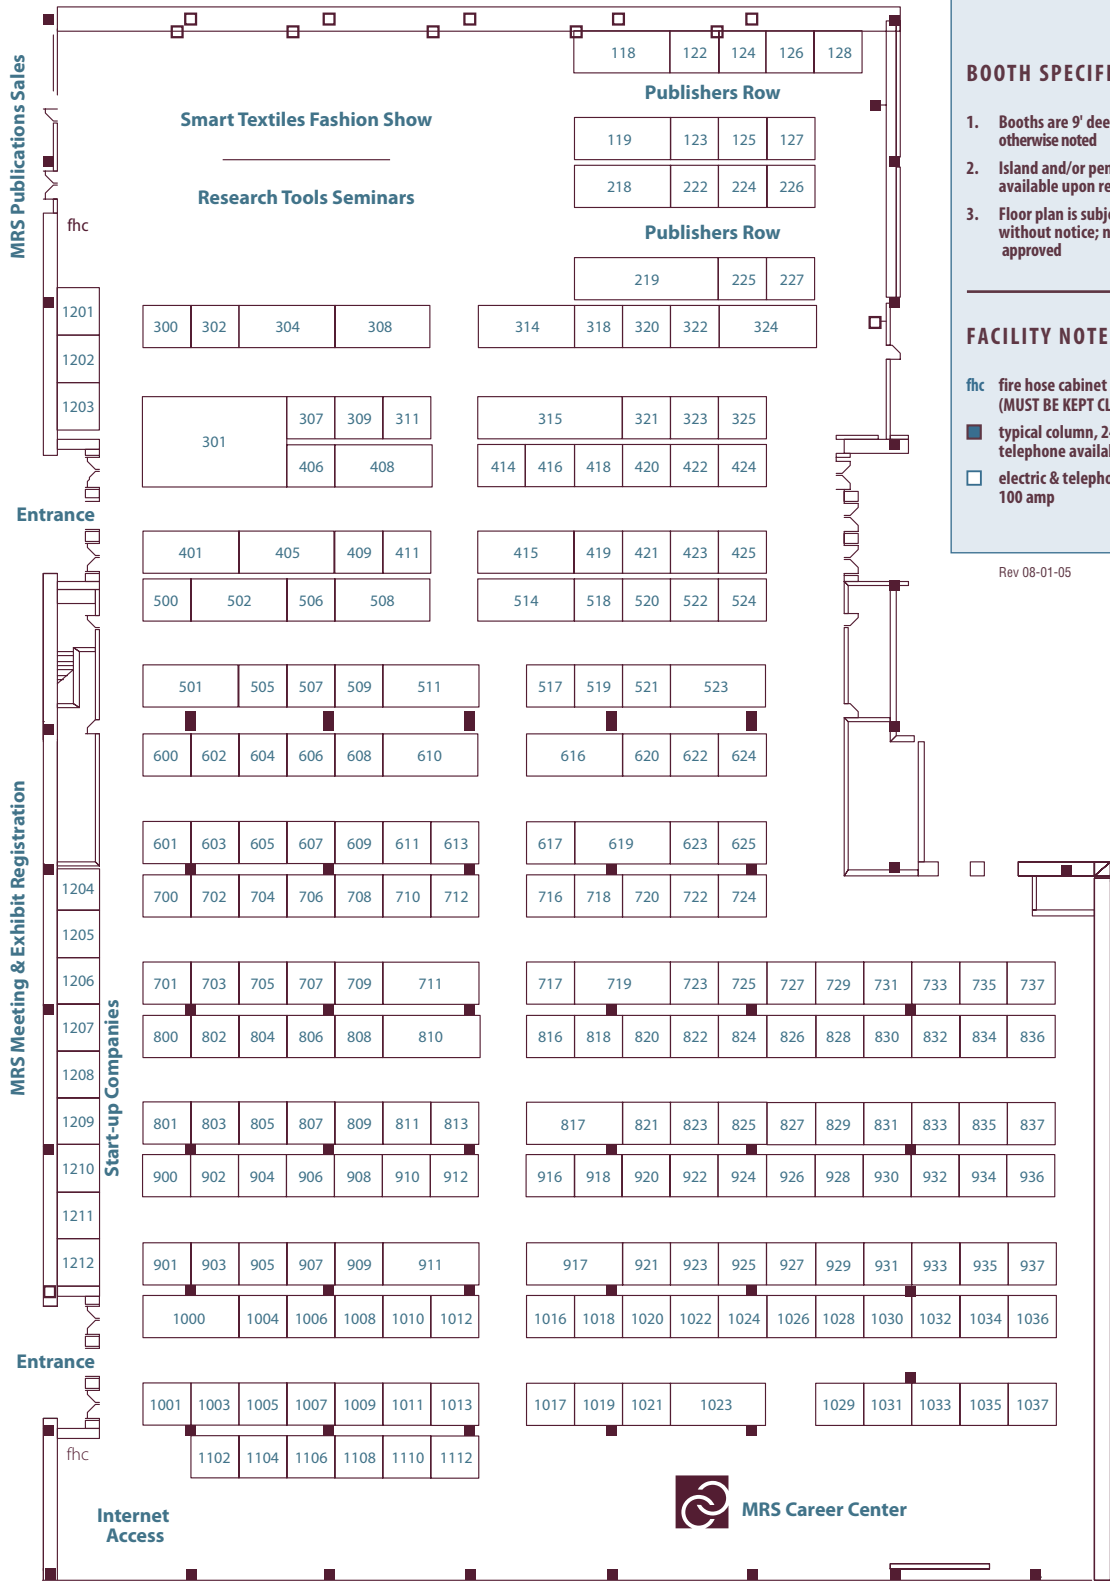 118 122 124 126 128
Publishers Row
119 123 125 127
218 222 224 226
Publishers Row
219 225 227
Smart Textiles Fashion Show
Research Tools Seminars
MRS Publications Sales
fhc
1201
1202
1203
300 302 304 308 314 318 320 322 324
301 307 309 311 315 321 323 325
406 408 414 416 418 420 422 424
Entrance
401 405 409 411 415 419 421 423 425
500 502 506 508 514 518 520 522 524
501 505 507 509 511 517 519 521 523
600 602 604 606 608 610 616 620 622 624
MRS Meeting & Exhibit Registration
601 603 605 607 609 611 613 617 619 623 625
700 702 704 706 708 710 712 716 718 720 722 724
1204
1205
1206
1207
1208
1209
1210
1211
1212
Start-up Companies
701 703 705 707 709 711 717 719 723 725 727 729 731 733 735 737
800 802 804 806 808 810 816 818 820 822 824 826 828 830 832 834 836
801 803 805 807 809 811 813 817 821 823 825 827 829 831 833 835 837
900 902 904 906 908 910 912 916 918 920 922 924 926 928 930 932 934 936
901 903 905 907 909 911 917 921 923 925 927 929 931 933 935 937
1000 1004 1006 1008 1010 1012 1016 1018 1020 1022 1024 1026 1028 1030 1032 1034 1036
Entrance
1001 1003 1005 1007 1009 1011 1013 1017 1019 1021 1023 1029 1031 1033 1035 1037
fhc
1102 1104 1106 1108 1110 1112
Internet
Access
MRS Career Center
BOOTH SPECIF
1. Booths are 9' dee
otherwise noted
2. Island and/or pen
available upon re
3. Floor plan is subj
without notice; n
approved
FACILITY NOTE
fhc fire hose cabinet
(MUST BE KEPT CL
typical column, 2
telephone availa
electric & telepho
100 amp
Rev 08-01-05